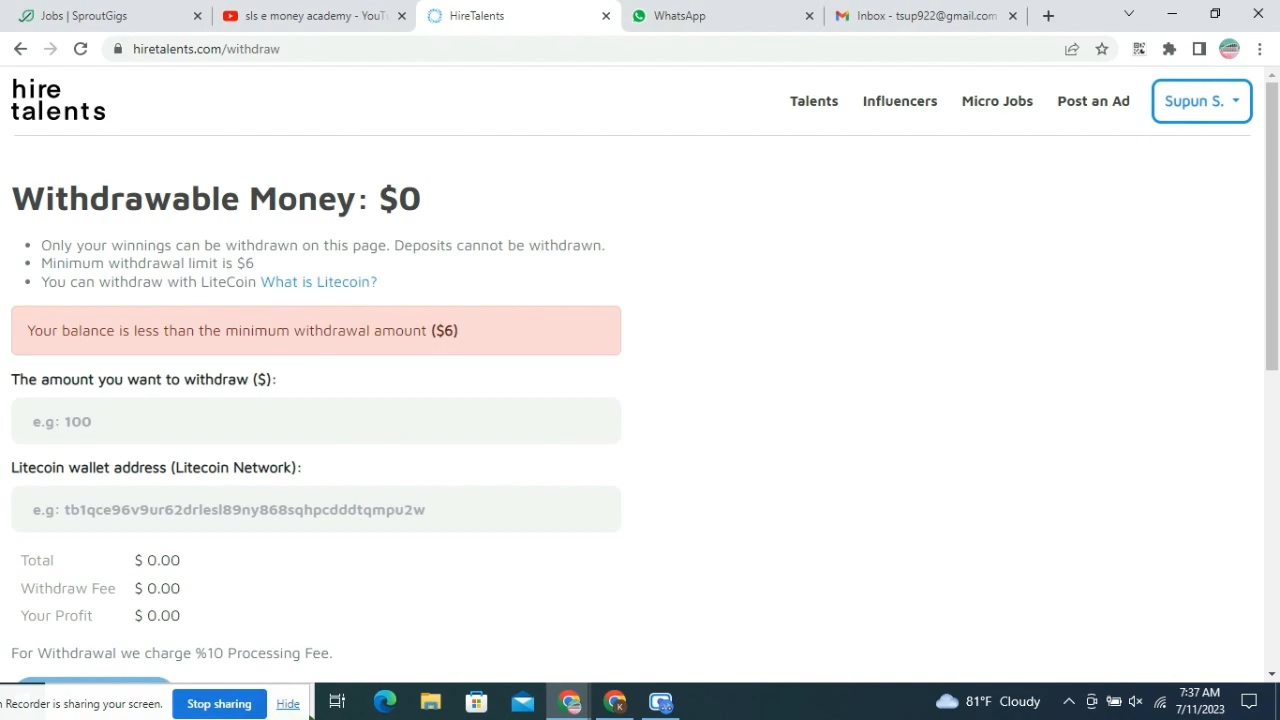 Jobs | SproutGigs
sls e money academy - YouTu
HireTalents
WhatsApp
Inbox - tsup922@gmail.com
hiretalents.com/withdraw
hire
talents
Talents
Influencers
Micro Jobs
Post an Ad
Supun S.
Withdrawable Money: $0
Only your winnings can be withdrawn on this page. Deposits cannot be withdrawn.
Minimum withdrawal limit is $6
You can withdraw with LiteCoin What is Litecoin?
Your balance is less than the minimum withdrawal amount ($6)
The amount you want to withdraw ($):
e.g: 100
Litecoin wallet address (Litecoin Network):
e.g: tb1qce96v9ur62drlesl89ny868sqhpcdddtqmpu2w
Total $ 0.00
Withdraw Fee $ 0.00
Your Profit $ 0.00
For Withdrawal we charge %10 Processing Fee.
n Recorder is sharing your screen.
Stop sharing
Hide
K
81°F Cloudy
7:37 AM
7/11/2023